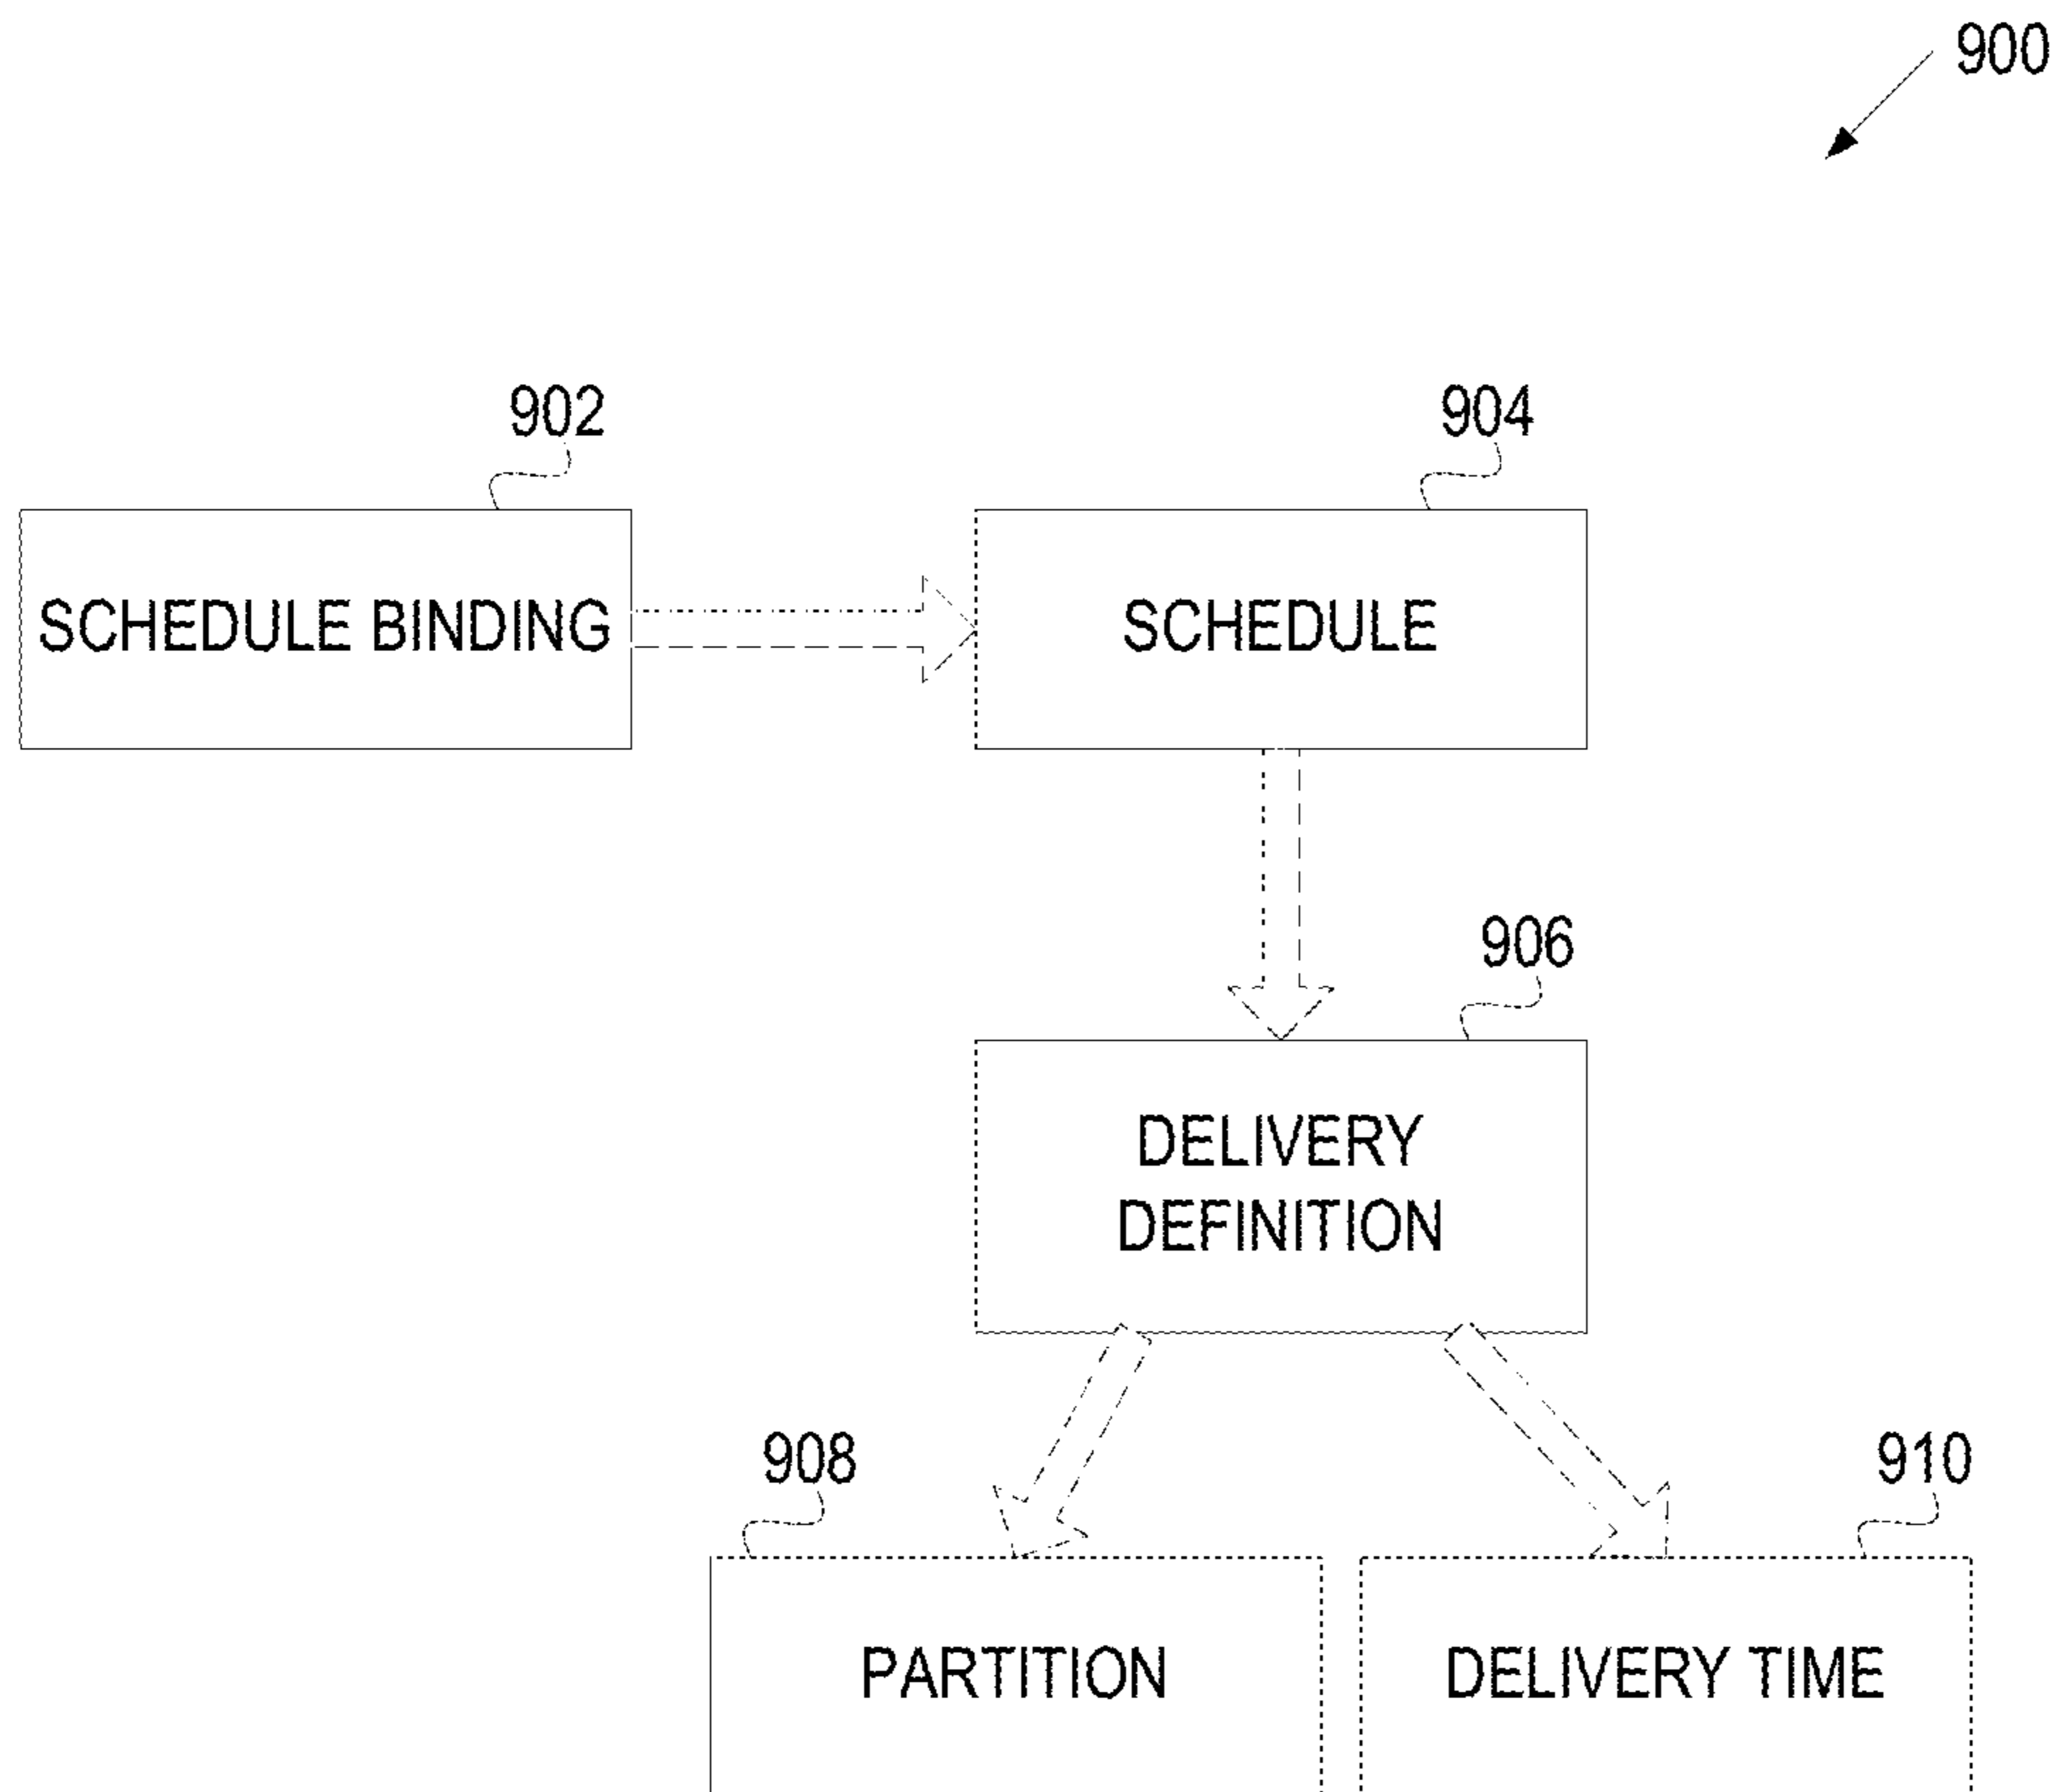 900
902
904
SCHEDULE BINDING
SCHEDULE
906
DELIVERY
DEFINITION
908
910
PARTITION
DELIVERY TIME